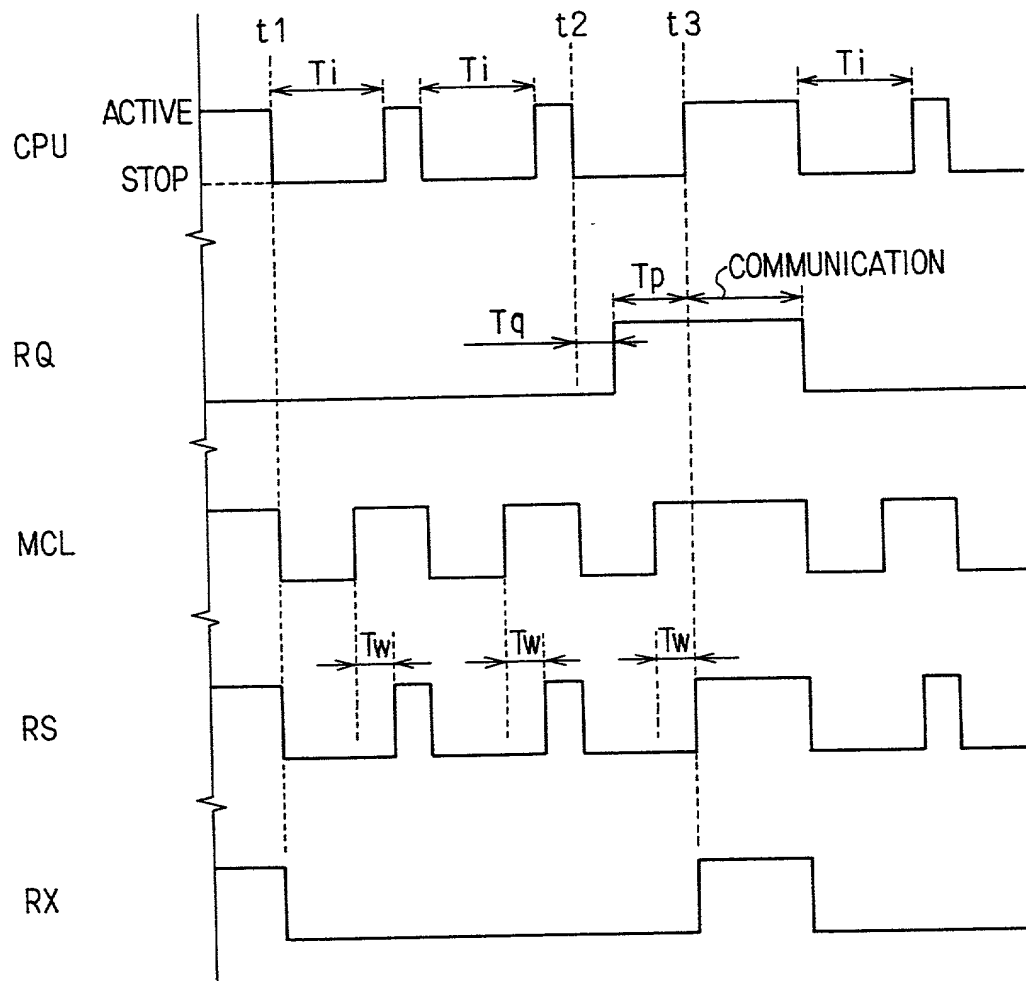 t1 t2 t3
Ti Ti Ti
ACTIVE
CPU
STOP
Tp COMMUNICATION
Tq
RQ
MCL
Tw Tw Tw
RS
RX